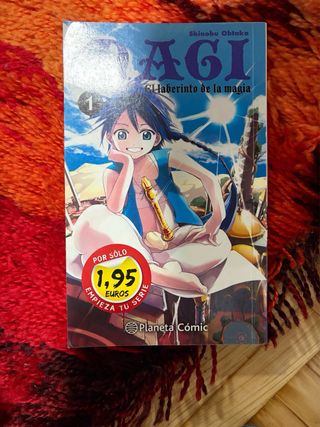 Shinobu Ohtaka
MAGI
El laberinto de la magia
1
POR SÓLO
1,95
EUROS
EMPIEZA TU SERIE
Planeta Cómic